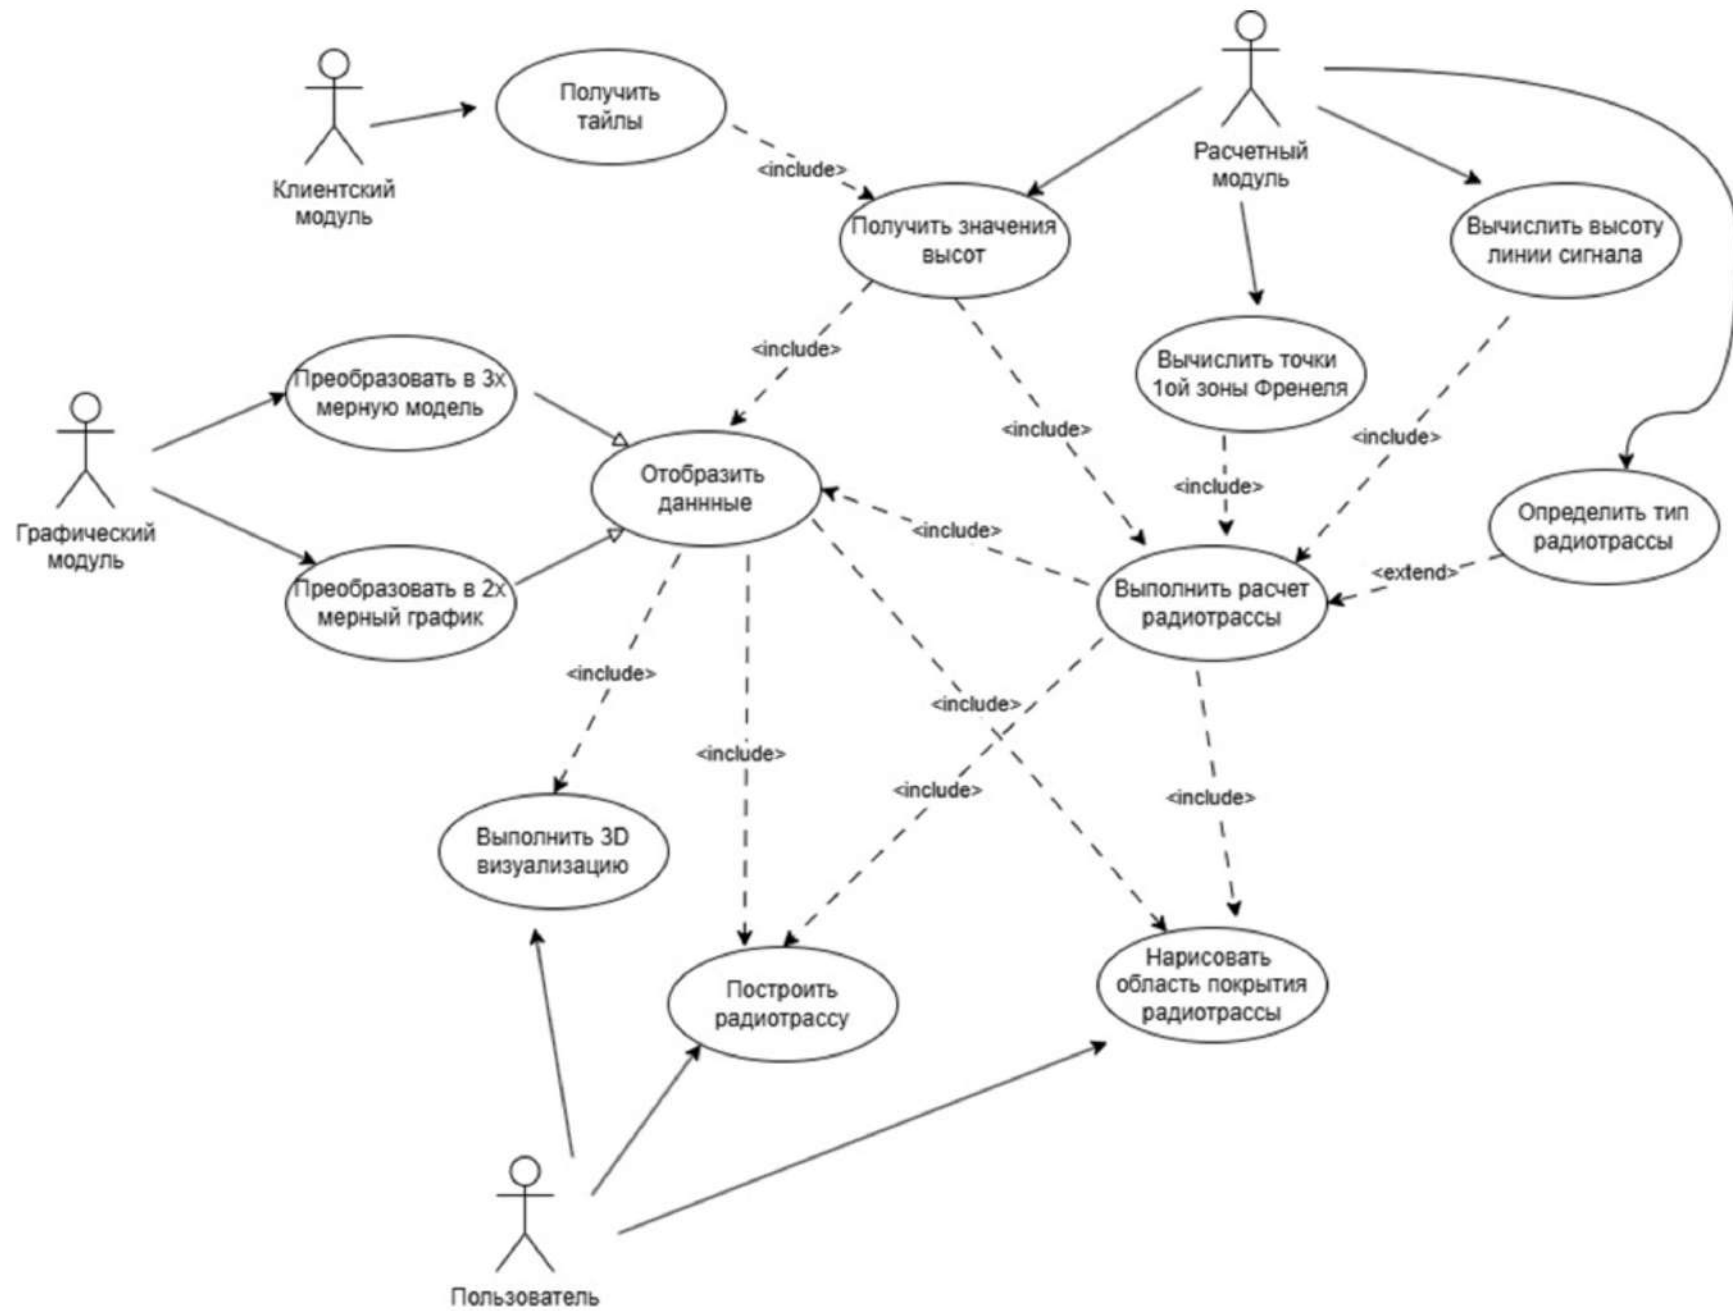 Получить
тайлы
Клиентский
модуль
<include>
Расчетный
модуль
Получить значения
высот
Вычислить высоту
линии сигнала
<include>
Преобразовать в 3х
мерную модель
Вычислить точки
1ой зоны Френеля
<include>
<include>
Отобразить
даннные
<include>
Графический
модуль
<include>
Определить тип
радиотрассы
<extend>
Преобразовать в 2х
мерный график
Выполнить расчет
радиотрассы
<include>
<include>
<include>
<include>
<include>
Выполнить 3D
визуализацию
Построить
радиотрассу
Нарисовать
область покрытия
радиотрассы
Пользователь